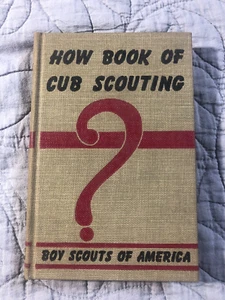 HOW BOOK OF
CUB SCOUTING
?
BOY SCOUTS OF AMERICA